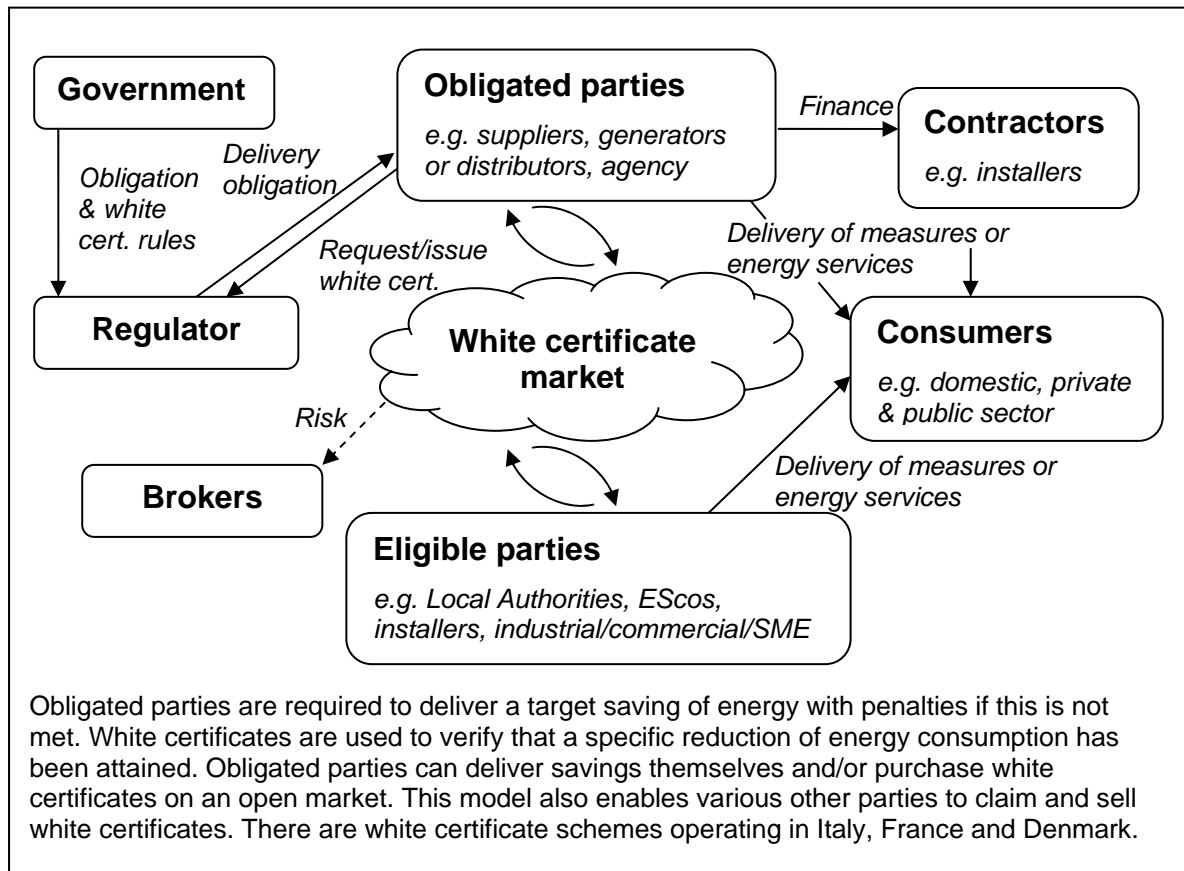 Government
Obligation
& white
cert. rules
Delivery
obligation
Regulator
Request/issue
white cert.
Obligated parties
e.g. suppliers, generators
or distributors, agency
Finance
Contractors
e.g. installers
Delivery of measures or
energy services
Consumers
e.g. domestic, private
& public sector
White certificate
market
Risk
Brokers
Delivery of measures or
energy services
Eligible parties
e.g. Local Authorities, EScos,
installers, industrial/commercial/SME
Obligated parties are required to deliver a target saving of energy with penalties if this is not
met. White certificates are used to verify that a specific reduction of energy consumption has
been attained. Obligated parties can deliver savings themselves and/or purchase white
certificates on an open market. This model also enables various other parties to claim and sell
white certificates. There are white certificate schemes operating in Italy, France and Denmark.